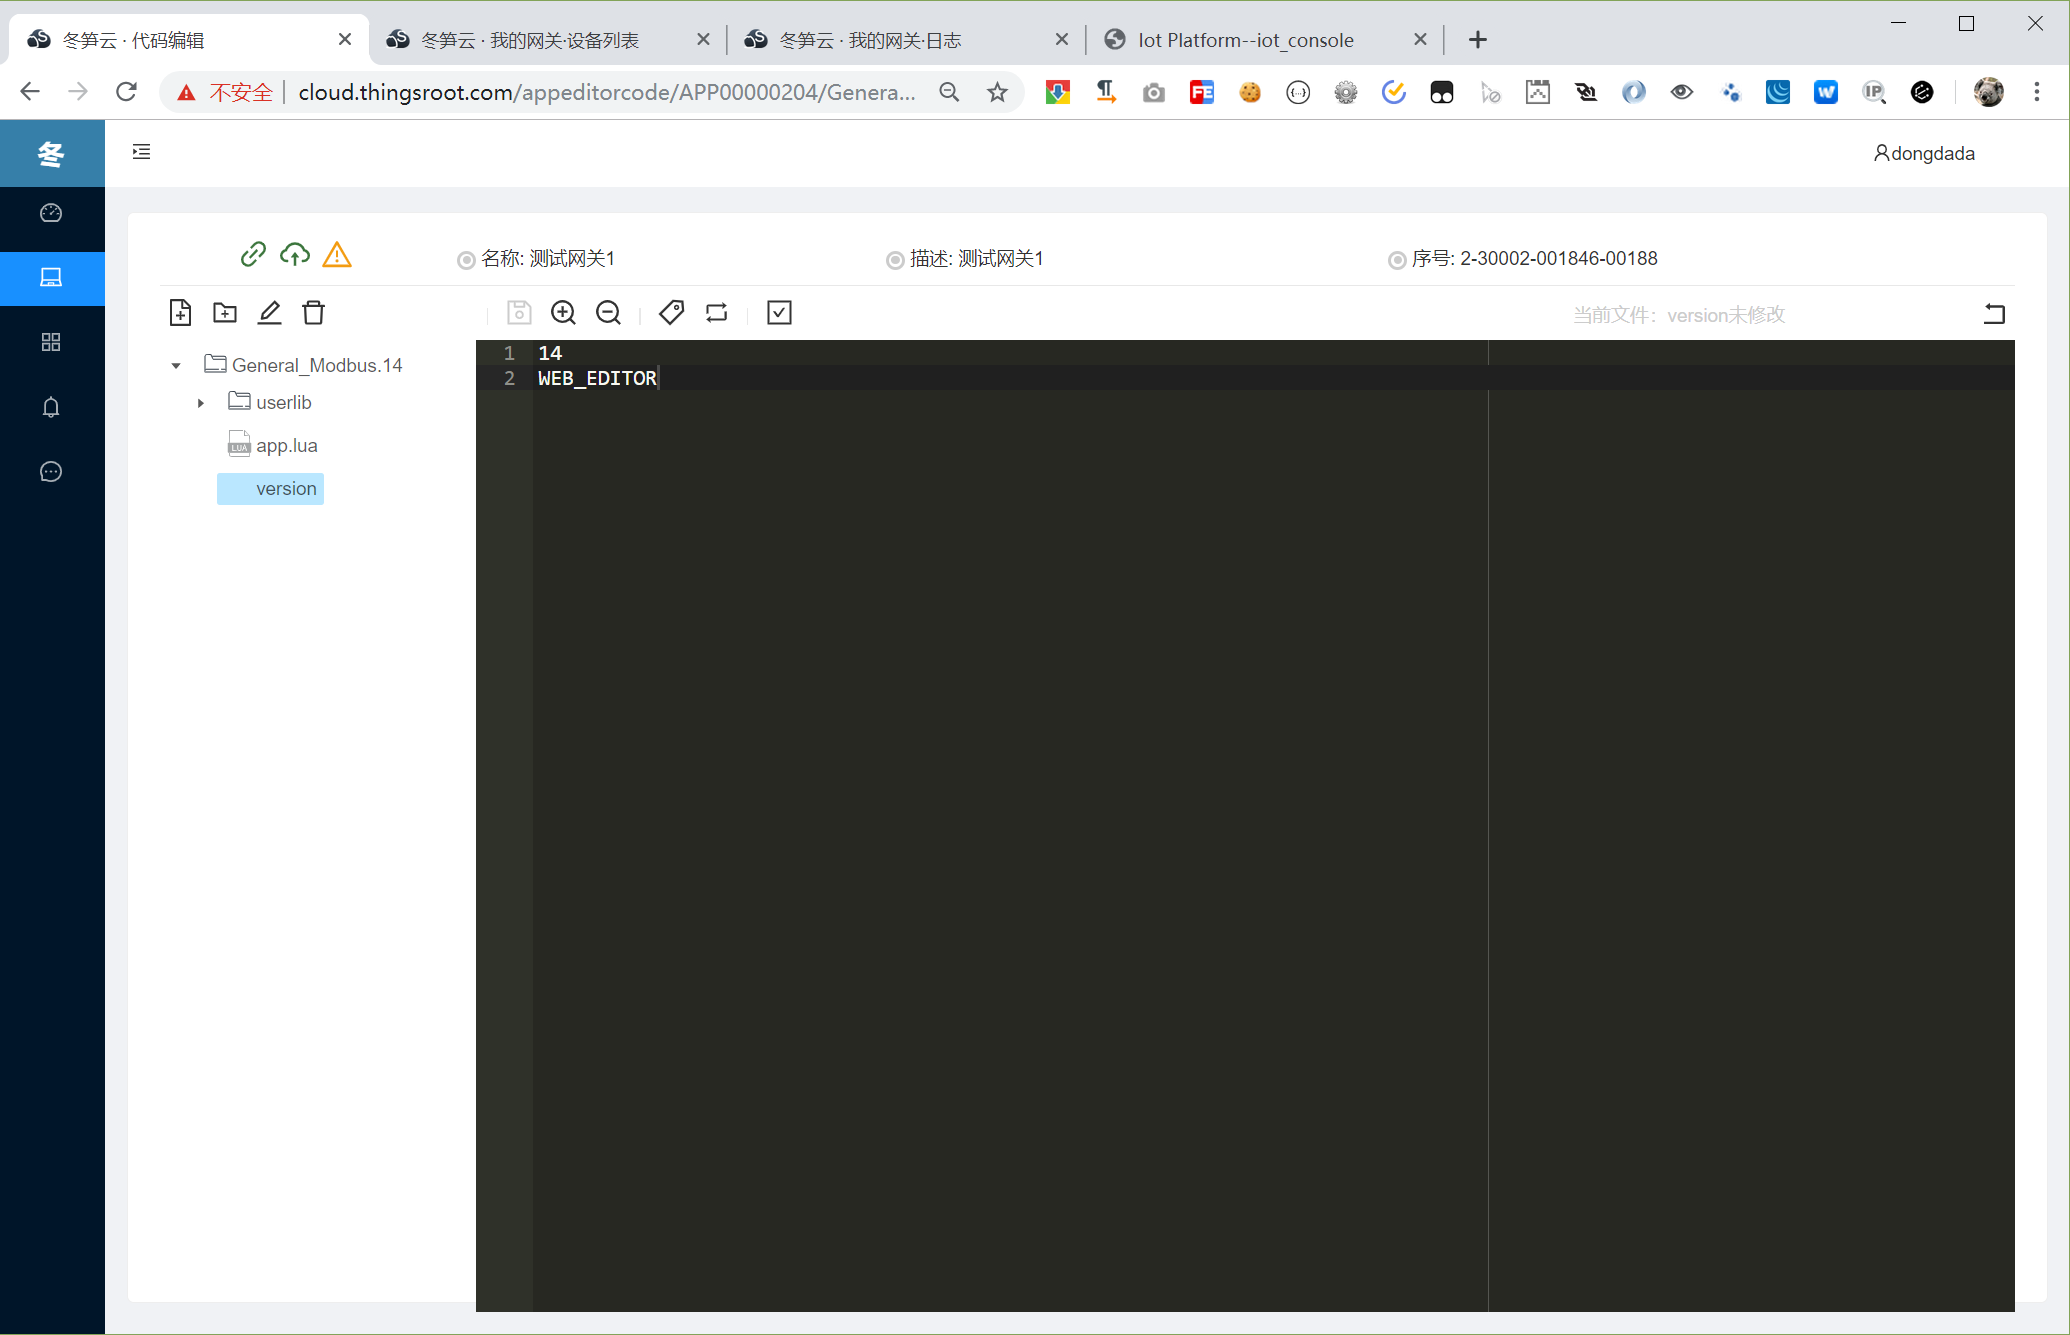 冬笋云 · 代码编辑
冬笋云 · 我的网关·设备列表
冬笋云 · 我的网关·日志
Iot Platform--iot_console
不安全
cloud.thingsroot.com/appeditorcode/APP00000204/Genera...
冬
dongdada
名称: 测试网关1
描述: 测试网关1
序号: 2-30002-001846-00188
当前文件：version未修改
General_Modbus.14
userlib
LUA
app.lua
version
1 14
2 WEB_EDITOR
FE
W
IP